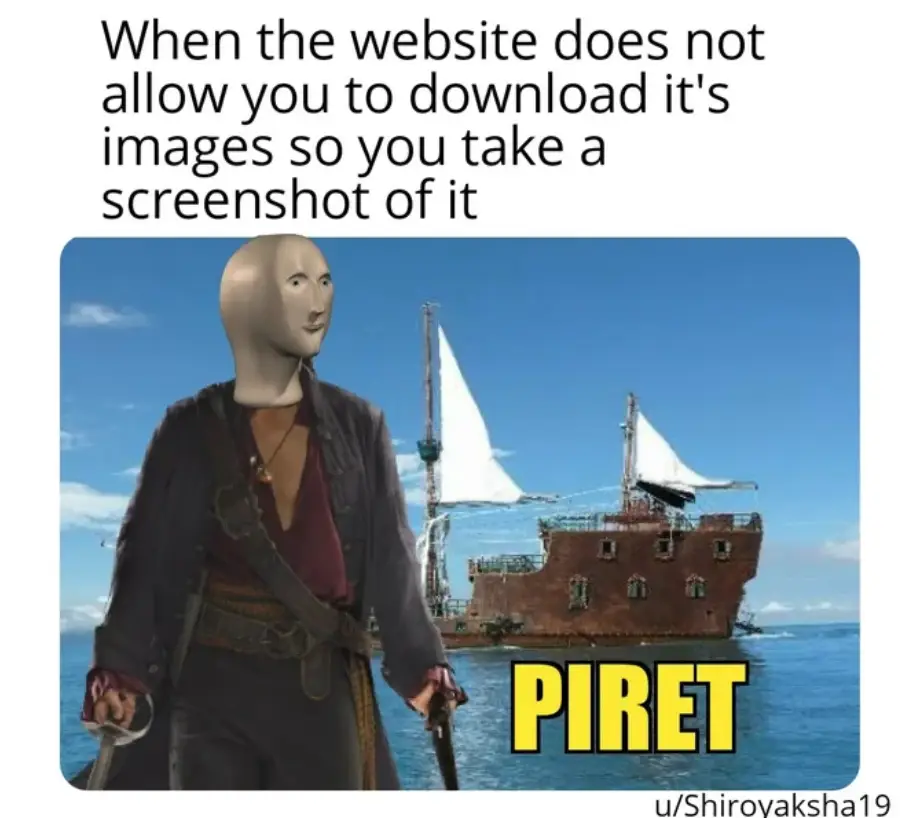 When the website does not
allow you to download it's
images so you take a
screenshot of it
PIRET
u/Shiroyaksha19